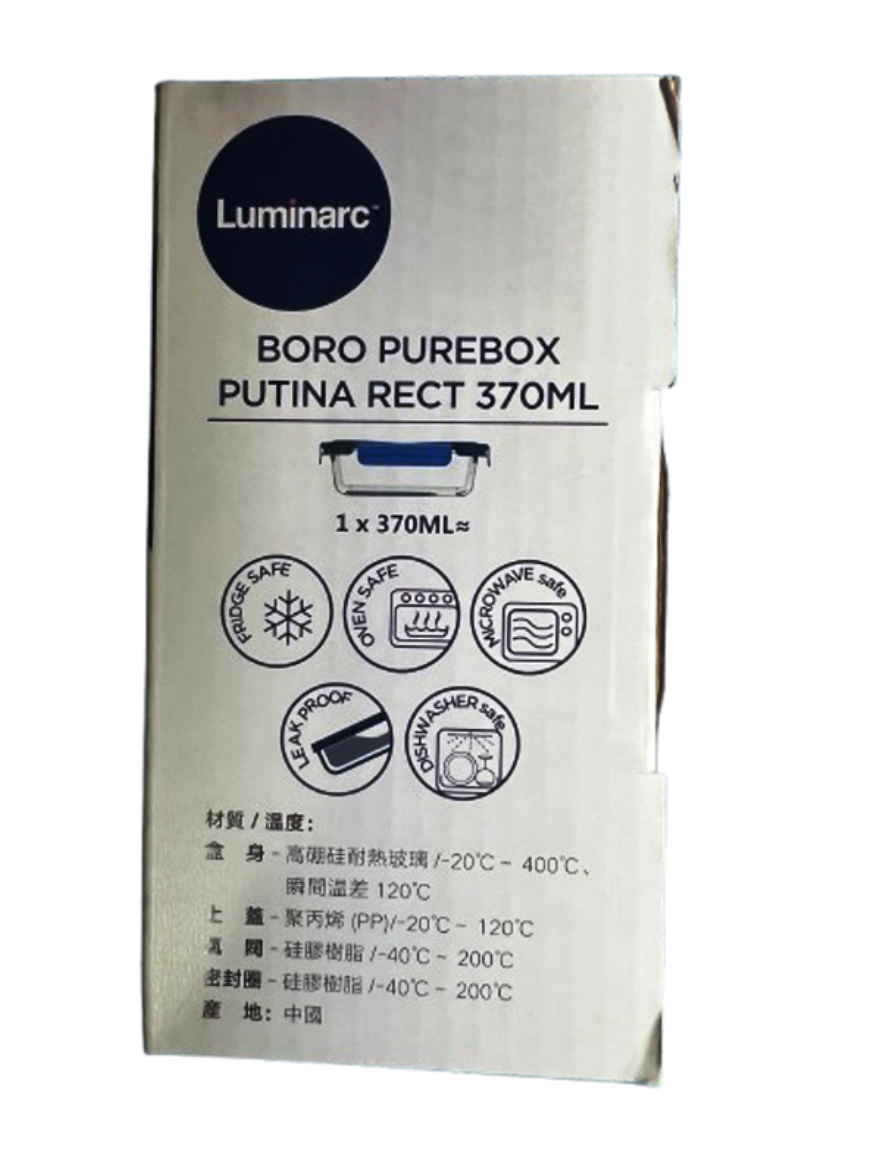 Luminarc™
BORO PUREBOX
PUTINA RECT 370ML
1 x 370ML≈
FRIDGE SAFE
OVEN SAFE
MICROWAVE safe
LEAK PROOF
DISHWASHER safe
材質 / 溫度:
盒 身 - 高硼硅耐熱玻璃 /-20℃ ~ 400℃、
瞬間溫差 120℃
上 蓋 - 聚丙烯 (PP)/-20℃ ~ 120℃
氣 閥 - 硅膠樹脂 /-40℃ ~ 200℃
密封圈 - 硅膠樹脂 /-40℃ ~ 200℃
產 地: 中國